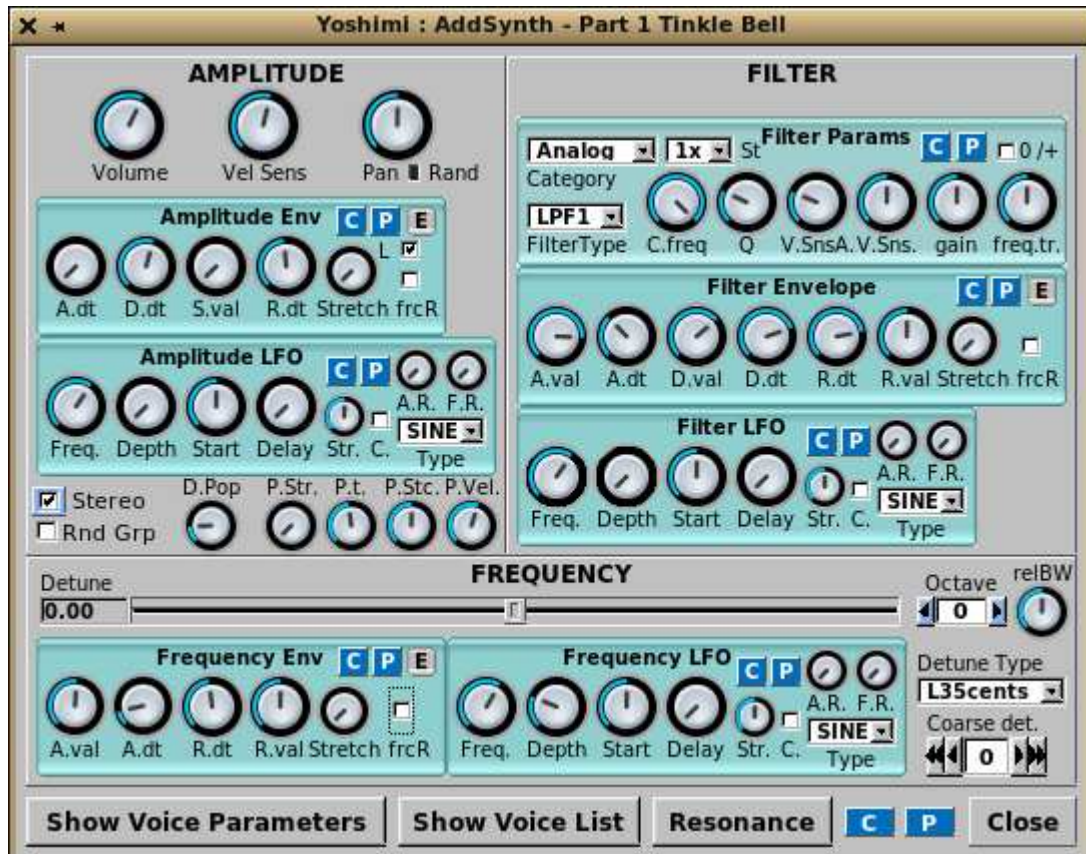 Yoshimi : AddSynth - Part 1 Tinkle Bell
AMPLITUDE
Volume Vel Sens Pan Rand
Amplitude Env C P E
L
A.dt D.dt S.val R.dt Stretch frcR
Amplitude LFO C P
A.R. F.R.
SINE
Freq. Depth Start Delay Str. C. Type
Stereo D.Pop P.Str. P.t. P.Stc. P.Vel.
Rnd Grp
FILTER
Filter Params C P 0 /+
Analog 1x St
Category
LPF1
FilterType C.freq Q V.SnsA. V.Sns. gain freq.tr.
Filter Envelope C P E
A.val A.dt D.val D.dt R.dt R.val Stretch frcR
Filter LFO C P
A.R. F.R.
SINE
Freq. Depth Start Delay Str. C. Type
FREQUENCY
Detune
0.00
Octave relBW
0
Frequency Env C P E
A.val A.dt R.dt R.val Stretch frcR
Frequency LFO C P
A.R. F.R.
SINE
Freq. Depth Start Delay Str. C. Type
Detune Type
L35cents
Coarse det.
0
Show Voice Parameters Show Voice List Resonance C P Close